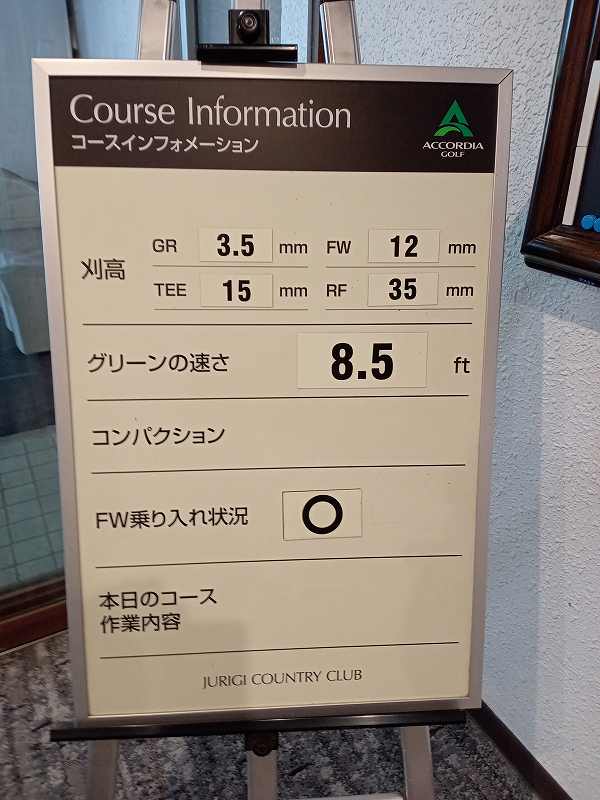 Course Information
コースインフォメーション
ACCORDIA
GOLF
刈高
GR 3.5 mm FW 12 mm
TEE 15 mm RF 35 mm
グリーンの速さ 8.5 ft
コンパクション
FW乗り入れ状況 ○
本日のコース
作業内容
JURIGI COUNTRY CLUB